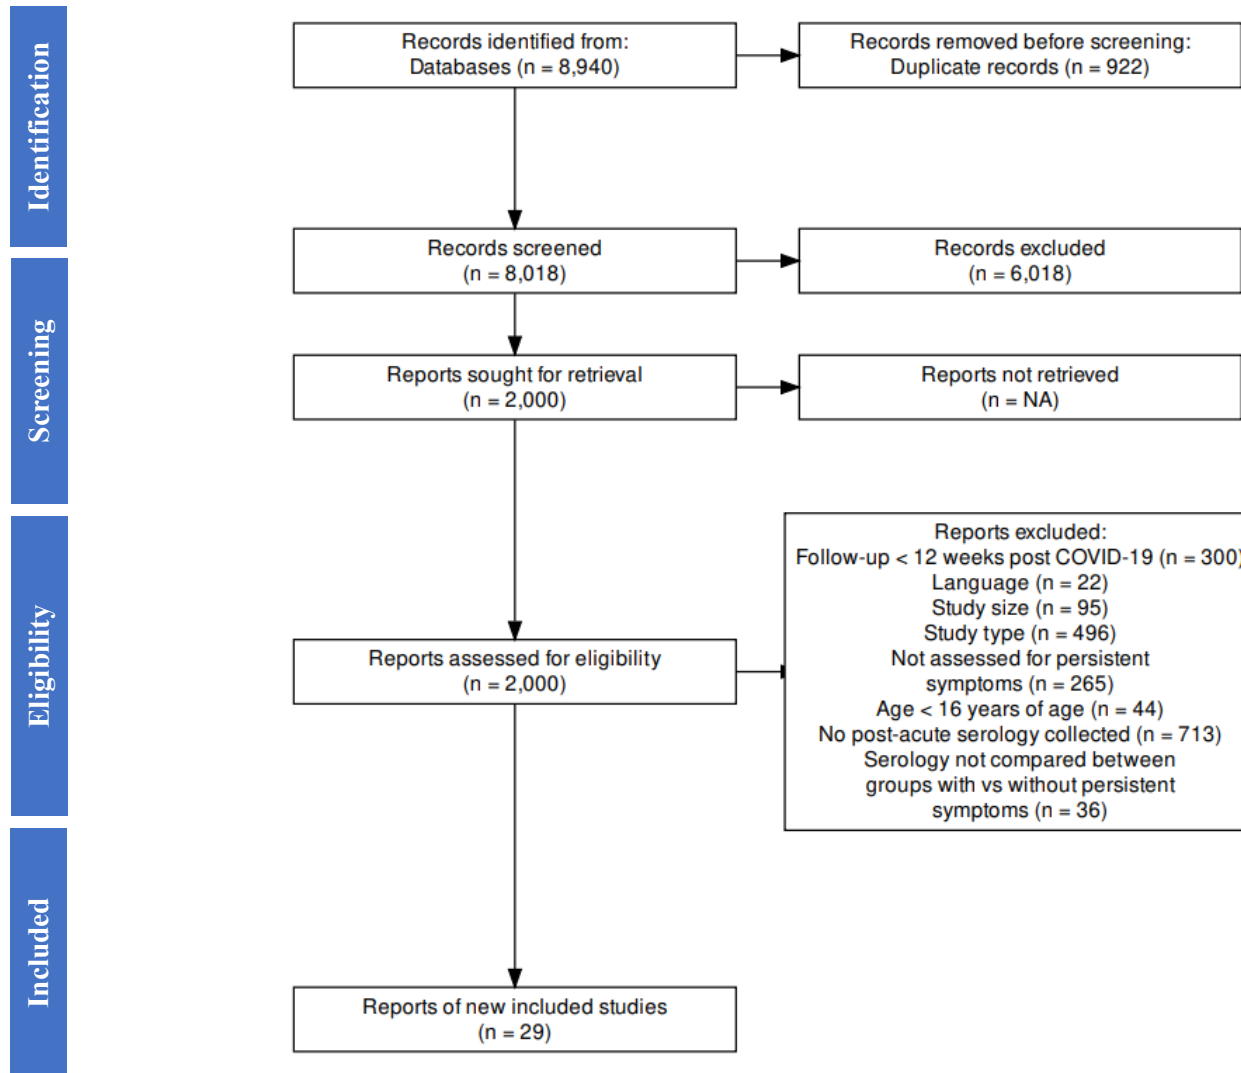 Identification
Records identified from:
Databases (n = 8,940)
Records removed before screening:
Duplicate records (n = 922)
Records screened
(n = 8,018)
Records excluded
(n = 6,018)
Screening
Reports sought for retrieval
(n = 2,000)
Reports not retrieved
(n = NA)
Eligibility
Reports assessed for eligibility
(n = 2,000)
Reports excluded:
Follow-up < 12 weeks post COVID-19 (n = 300)
Language (n = 22)
Study size (n = 95)
Study type (n = 496)
Not assessed for persistent
symptoms (n = 265)
Age < 16 years of age (n = 44)
No post-acute serology collected (n = 713)
Serology not compared between
groups with vs without persistent
symptoms (n = 36)
Included
Reports of new included studies
(n = 29)